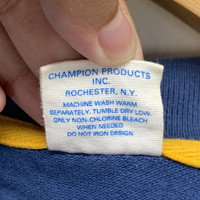 CHAMPION PRODUCTS
INC.
ROCHESTER, N.Y.
MACHINE WASH WARM
SEPARATELY. TUMBLE DRY LOW.
ONLY NON-CHLORINE BLEACH
WHEN NEEDED
DO NOT IRON DESIGN